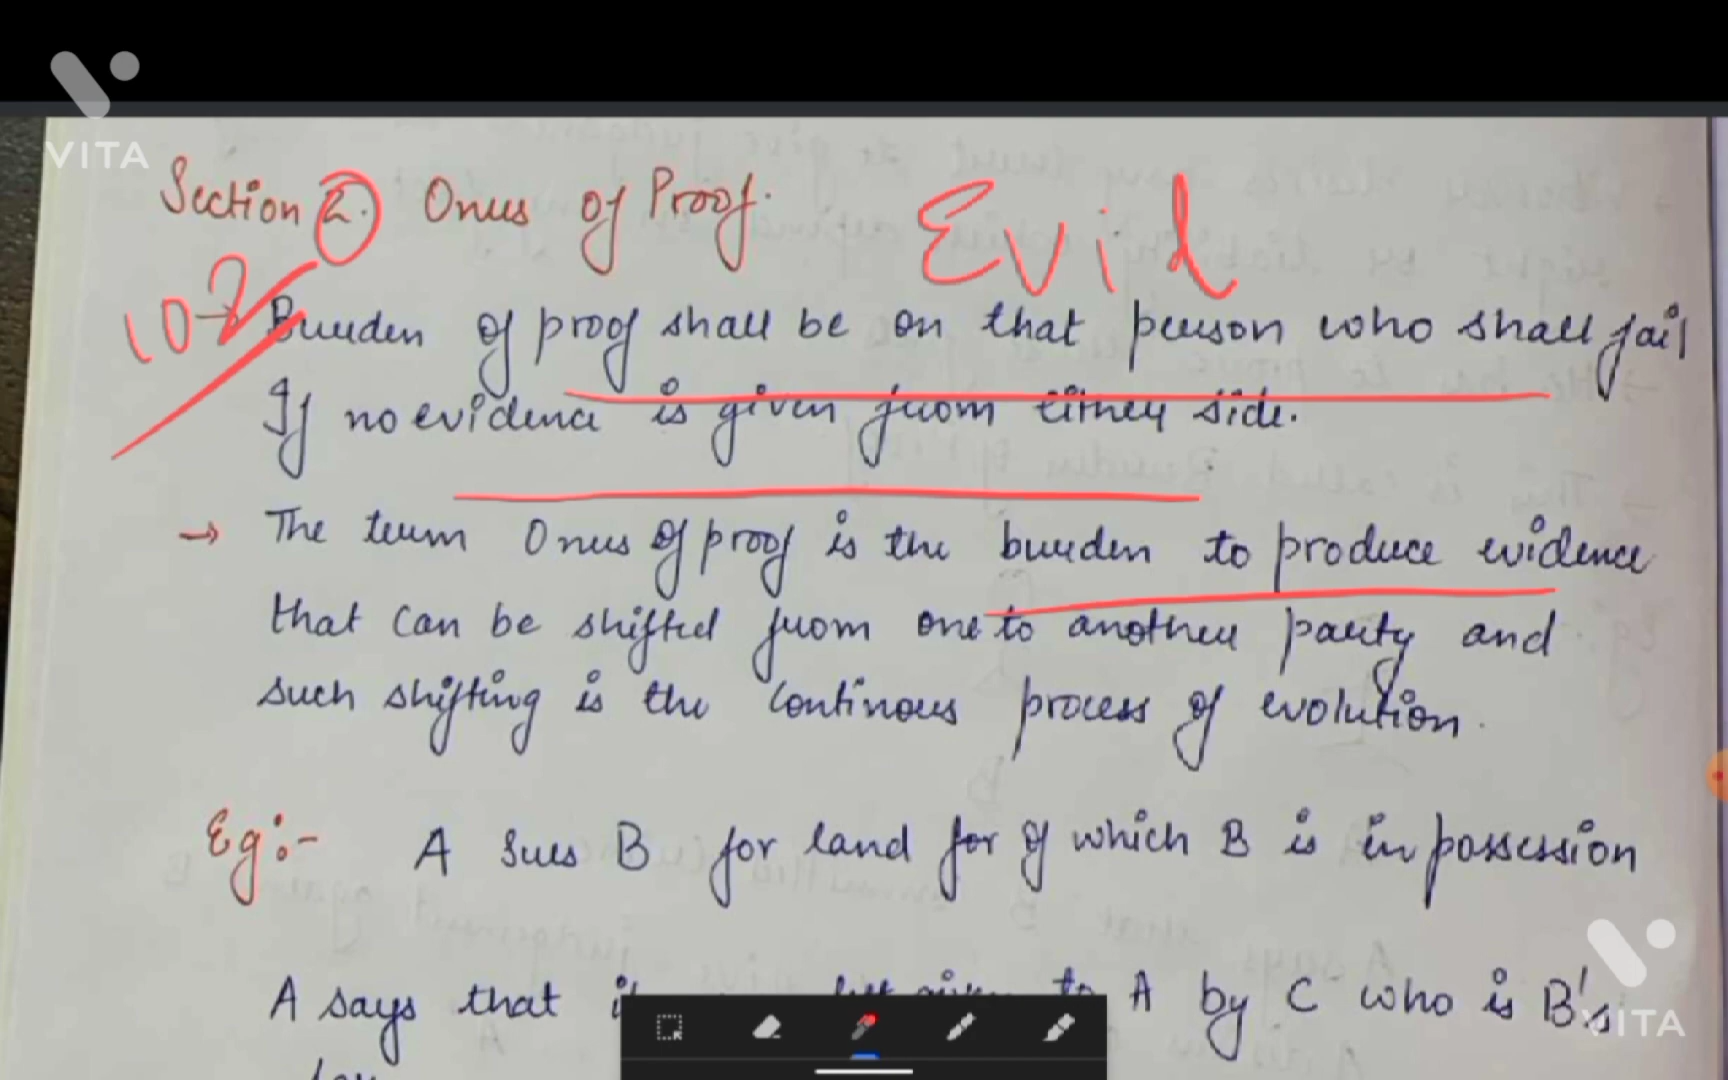 VITA
Section 2. Onus of Proof.
Evid
102
→ Burden of proof shall be on that person who shall fail
If no evidence is given from either side.
→ The term Onus of proof is the burden to produce evidence
that can be shifted from one to another party and
such shifting is the continous process of evolution.
Eg:- A sues B for land for of which B is in possession
A says that to A by C who is B's
VITA